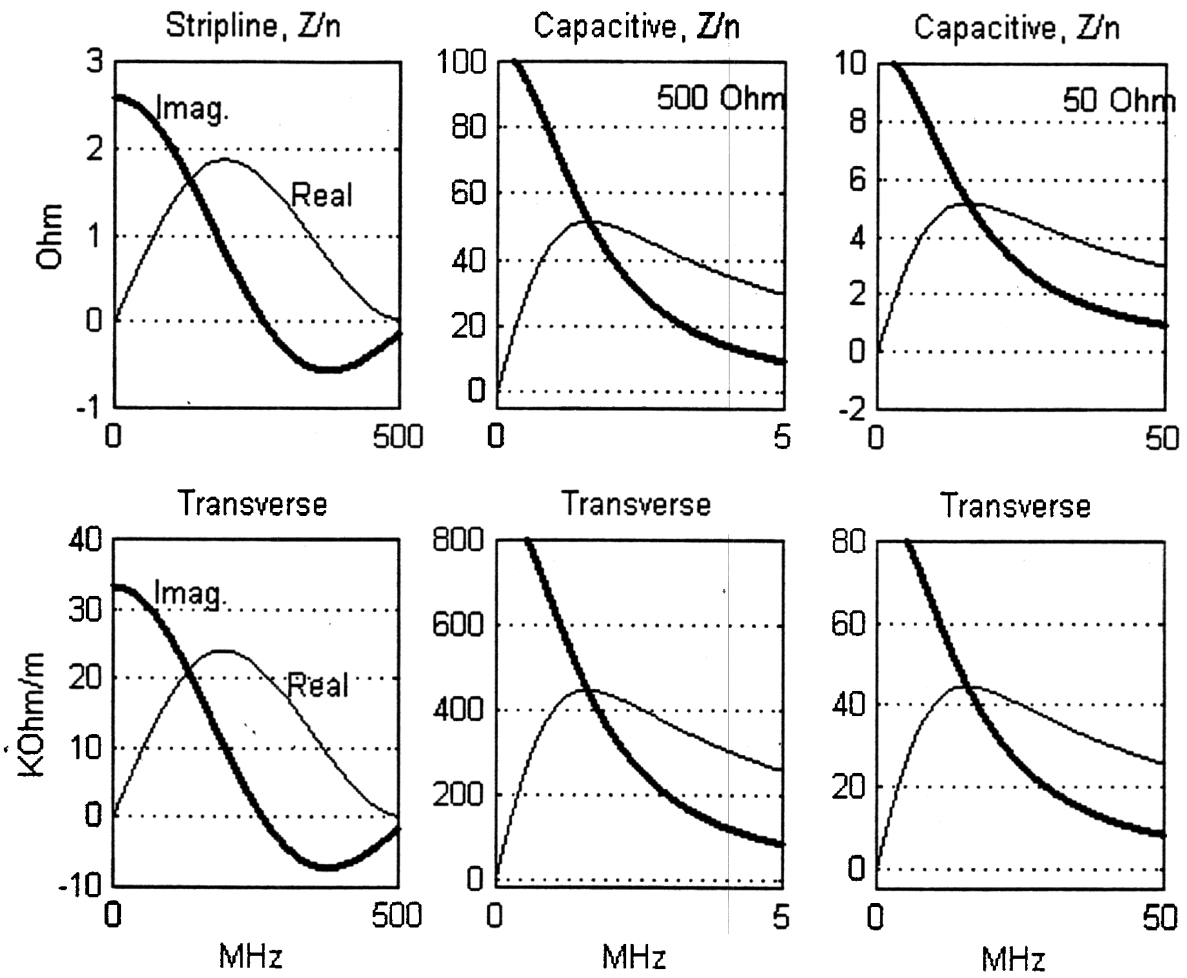 Stripline, Z/n
3
2
1
0
-1
Ohm
Imag.
Real
0
500
Capacitive, Z/n
100
80
60
40
20
0
500 Ohm
0
5
Capacitive, Z/n
10
8
6
4
2
0
-2
50 Ohm
0
50
Transverse
40
30
20
10
0
-10
KOhm/m
Imag.
Real
0
500
MHz
Transverse
800
600
400
200
0
0
5
MHz
Transverse
80
60
40
20
0
0
50
MHz